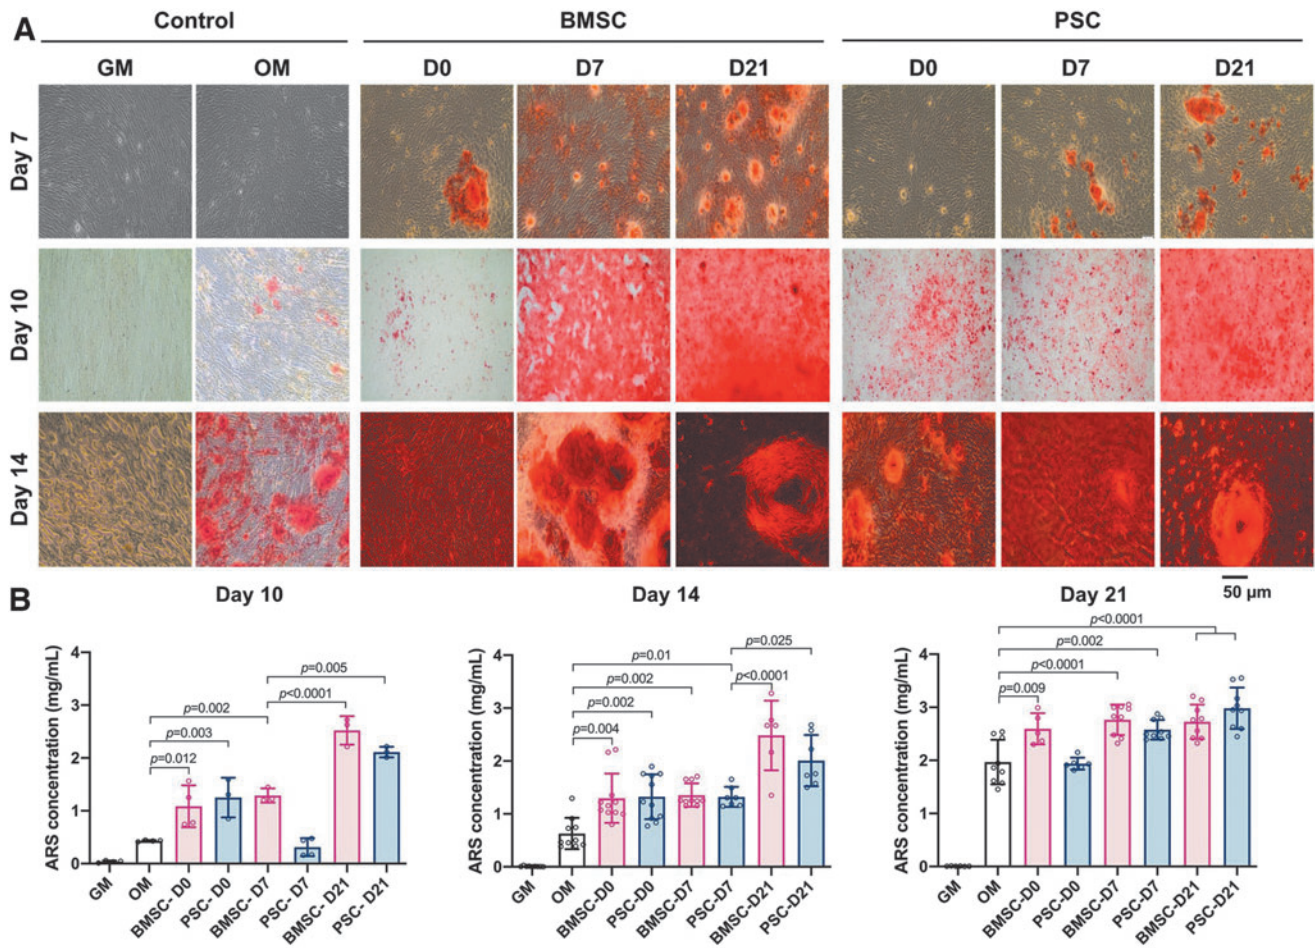 A
Control
BMSC
PSC
GM
OM
D0
D7
D21
D0
D7
D21
Day 7
Day 10
Day 14
50 µm
B
Day 10
ARS concentration (mg/mL)
4
3
2
1
0
p=0.005
p<0.0001
p=0.002
p=0.003
p=0.012
GM
OM
BMSC- D0
PSC- D0
BMSC- D7
PSC- D7
BMSC- D21
PSC- D21
Day 14
ARS concentration (mg/mL)
4
3
2
1
0
p=0.025
p=0.01
p<0.0001
p=0.002
p=0.002
p=0.004
GM
OM
BMSC-D0
PSC-D0
BMSC-D7
PSC-D7
BMSC-D21
PSC-D21
Day 21
ARS concentration (mg/mL)
4
3
2
1
0
p<0.0001
p=0.002
p<0.0001
p=0.009
GM
OM
BMSC-D0
PSC-D0
BMSC-D7
PSC-D7
BMSC-D21
PSC-D21